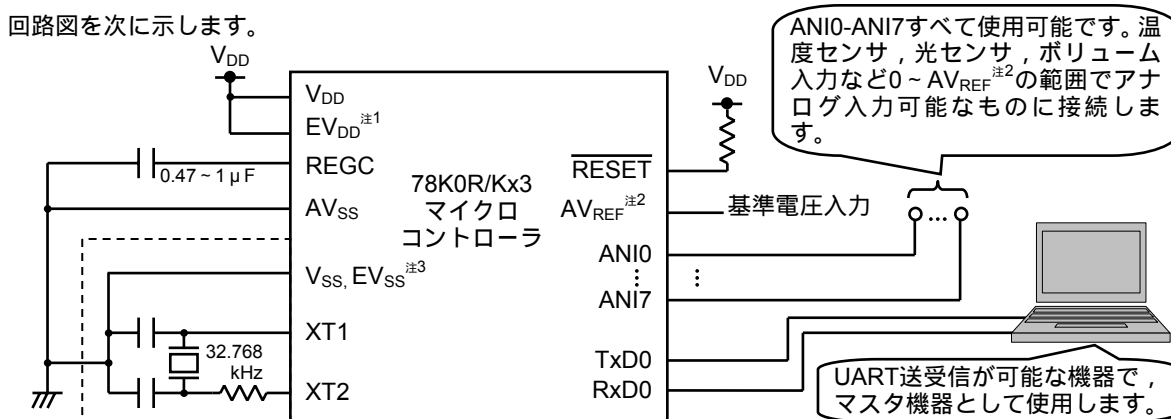 回路図を次に示します。
VDD
VDD
EVDD注1
REGC
0.47 ~ 1 μ F
AVSS
VSS, EVSS注3
XT1
32.768
kHz
XT2
78K0R/Kx3
マイクロ
コントローラ
VDD
RESET
AVREF注2
基準電圧入力
ANI0
ANI7
TxD0
RxD0
ANI0-ANI7すべて使用可能です。温
度センサ，光センサ，ボリューム
入力など0 ~ AVREF注2の範囲でアナ
ログ入力可能なものに接続しま
す。
UART送受信が可能な機器で，
マスタ機器として使用します。